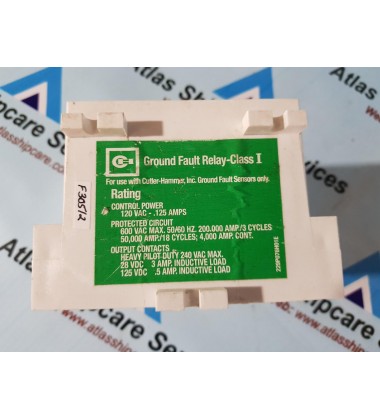 Ground Fault Relay-Class I
For use with Cutler-Hammer, Inc. Ground Fault Sensors only.
Rating
CONTROL POWER
120 VAC - .125 AMPS
PROTECTED CIRCUIT
600 VAC MAX. 50/60 HZ. 200,000 AMP./3 CYCLES
50,000 AMP./18 CYCLES; 4,000 AMP. CONT.
OUTPUT CONTACTS
HEAVY PILOT DUTY 240 VAC MAX.
28 VDC 3 AMP. INDUCTIVE LOAD
125 VDC .5 AMP. INDUCTIVE LOAD
F30512
Atlas Shipcare Services
www.atlasshipcare.com